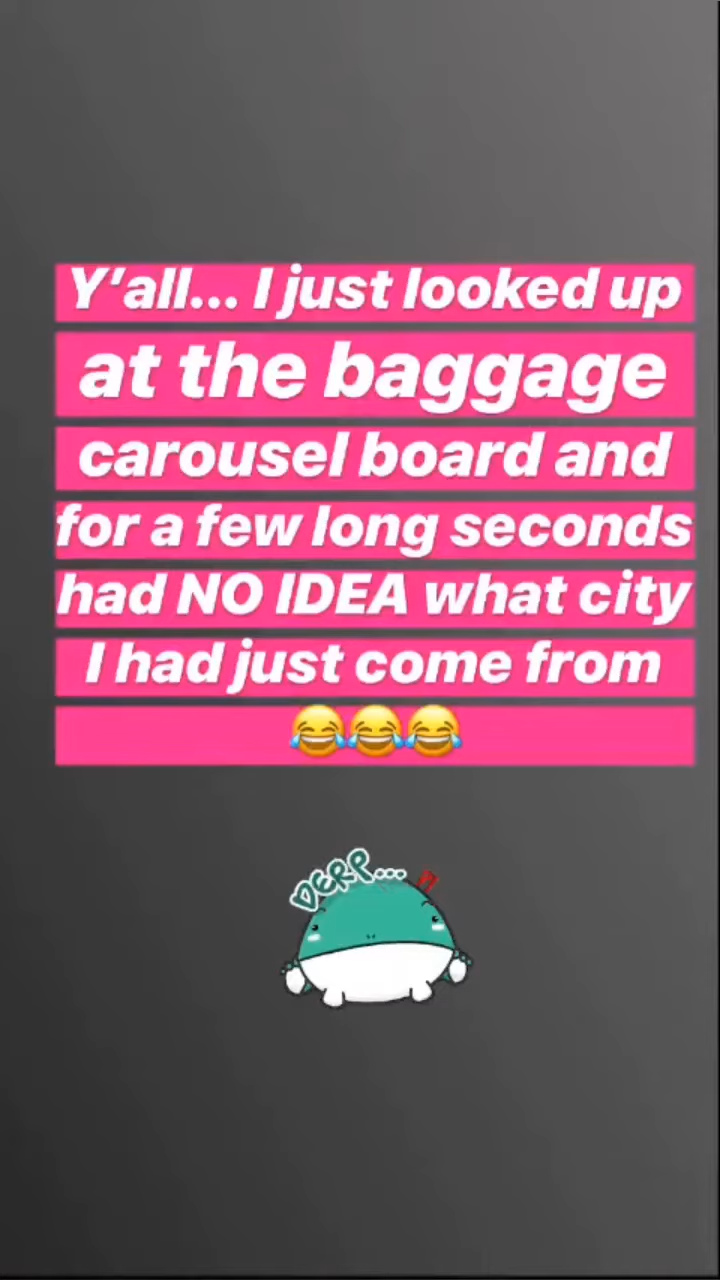 Y’all... I just looked up
at the baggage
carousel board and
for a few long seconds
had NO IDEA what city
I had just come from
😂😂😂
DERP...